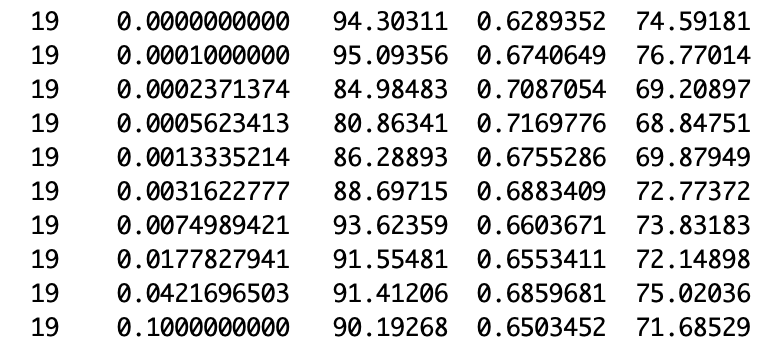 19 0.0000000000 94.30311 0.6289352 74.59181
19 0.0001000000 95.09356 0.6740649 76.77014
19 0.0002371374 84.98483 0.7087054 69.20897
19 0.0005623413 80.86341 0.7169776 68.84751
19 0.0013335214 86.28893 0.6755286 69.87949
19 0.0031622777 88.69715 0.6883409 72.77372
19 0.0074989421 93.62359 0.6603671 73.83183
19 0.0177827941 91.55481 0.6553411 72.14898
19 0.0421696503 91.41206 0.6859681 75.02036
19 0.1000000000 90.19268 0.6503452 71.68529